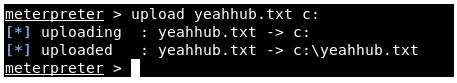 meterpreter > upload yeahhub.txt c:
[*] uploading  : yeahhub.txt -> c:
[*] uploaded   : yeahhub.txt -> c:\yeahhub.txt
meterpreter >